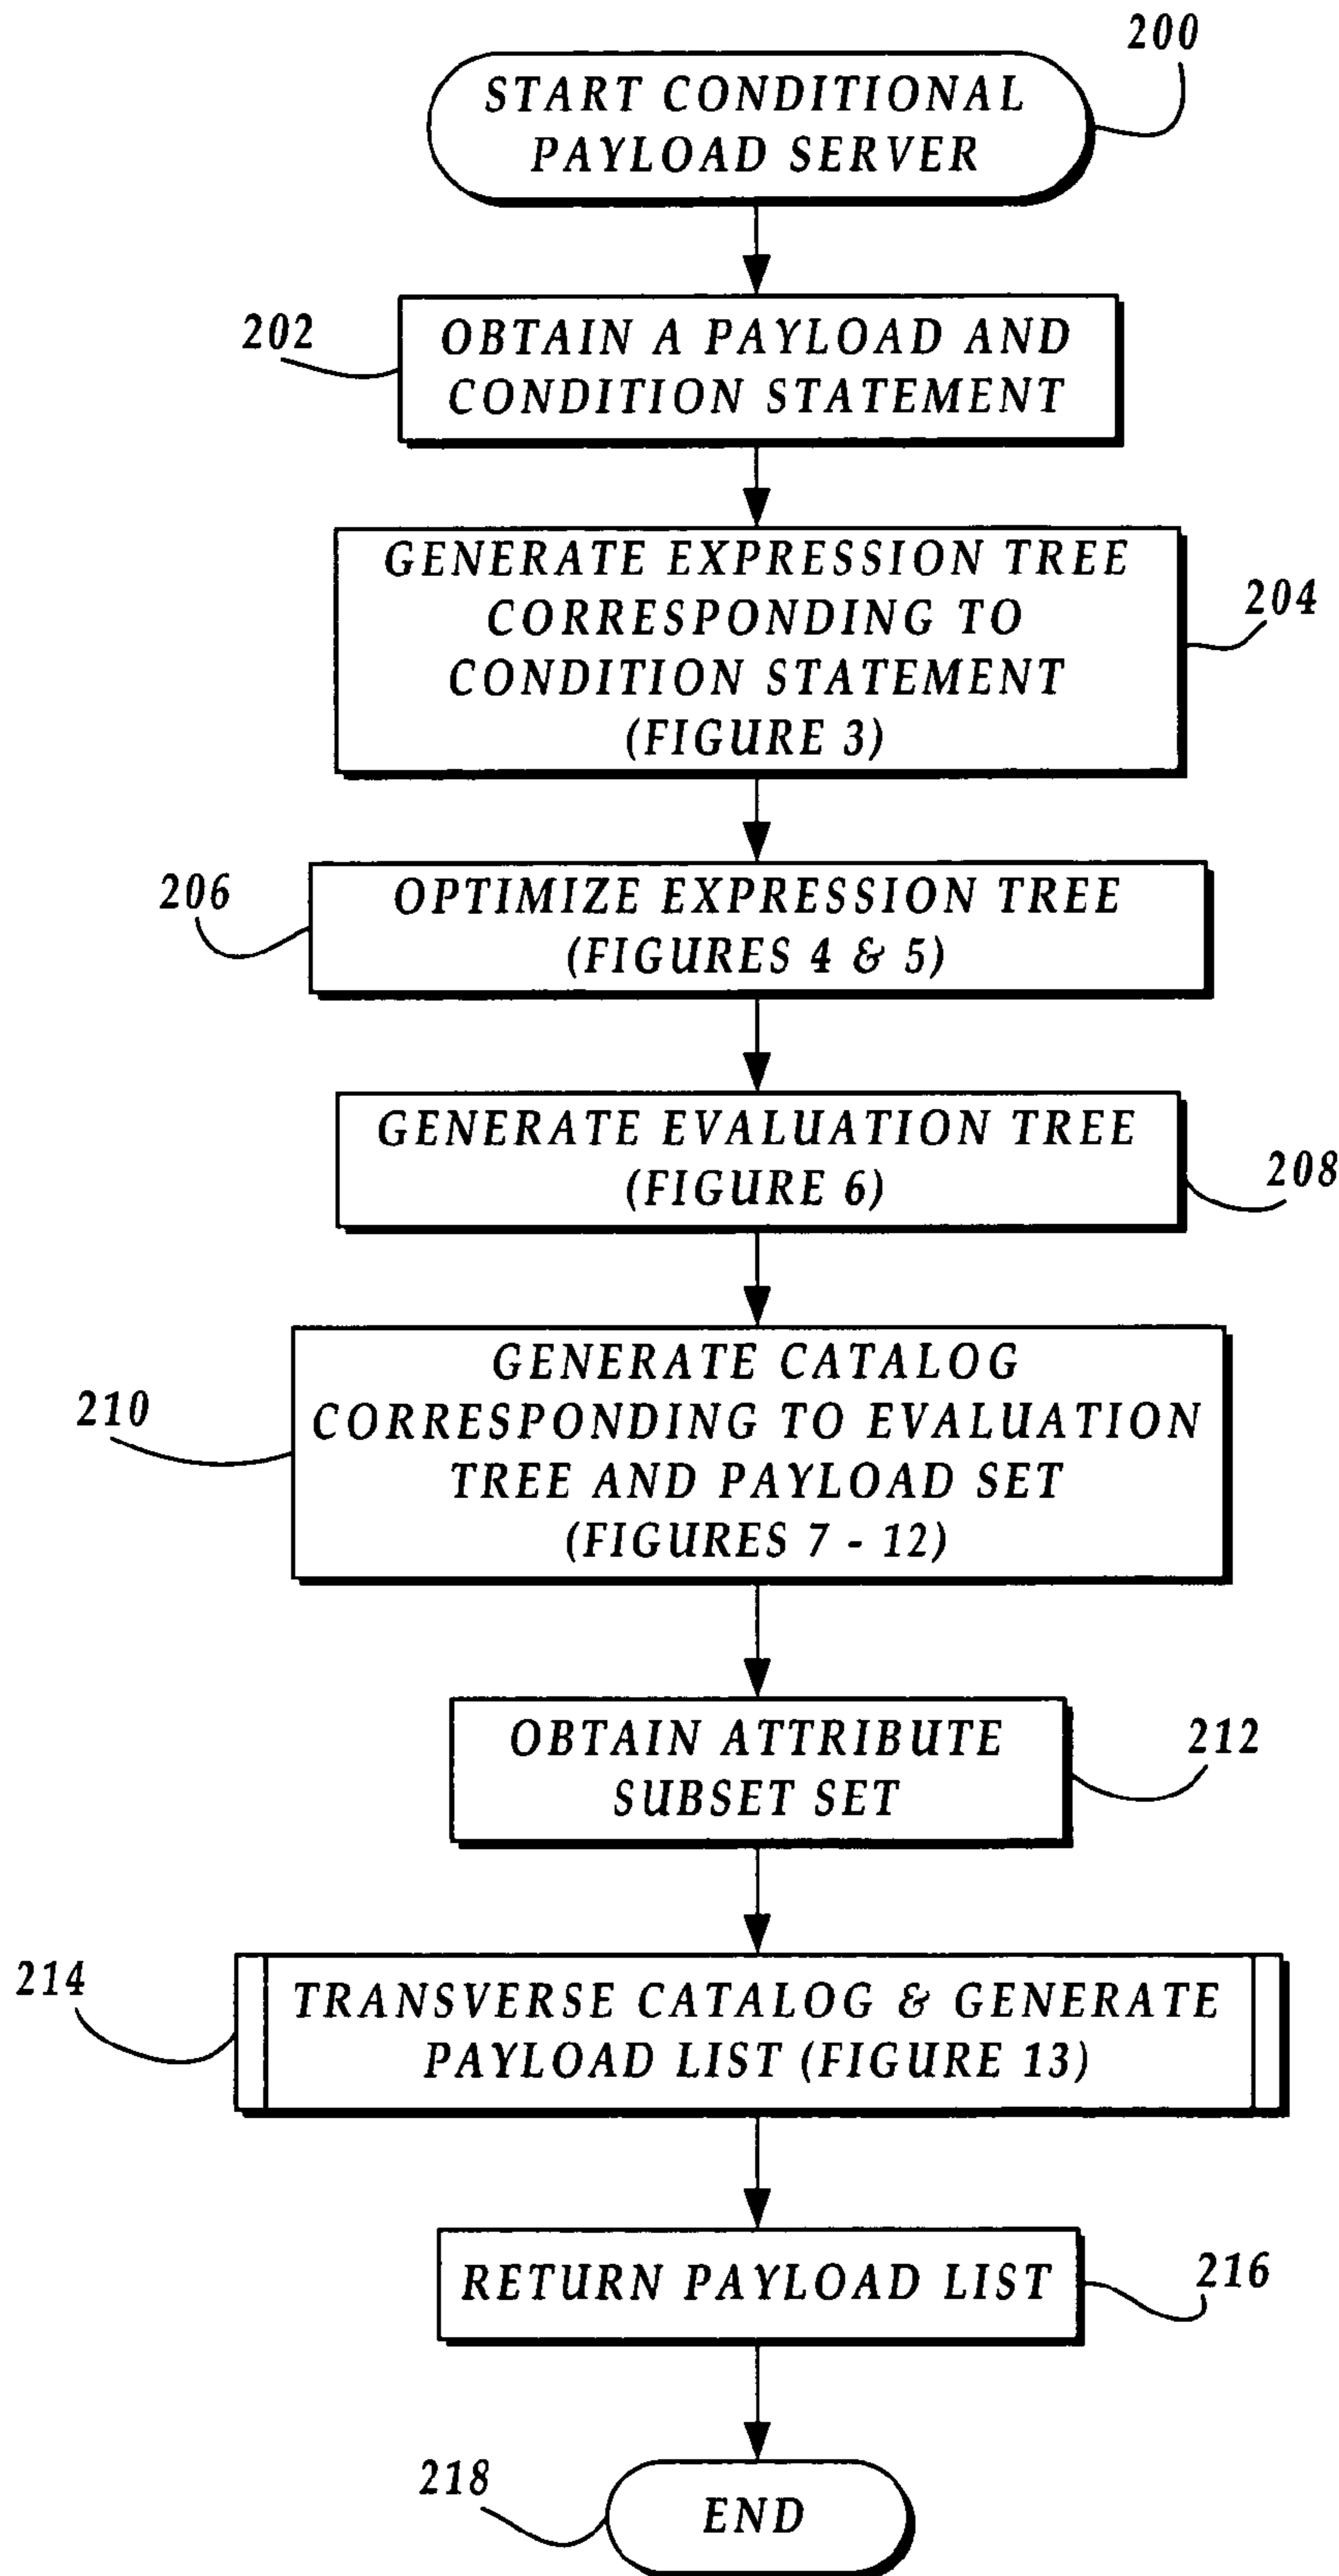 200
START CONDITIONAL
PAYLOAD SERVER
202
OBTAIN A PAYLOAD AND
CONDITION STATEMENT
GENERATE EXPRESSION TREE
CORRESPONDING TO
CONDITION STATEMENT
(FIGURE 3)
204
206
OPTIMIZE EXPRESSION TREE
(FIGURES 4 & 5)
GENERATE EVALUATION TREE
(FIGURE 6)
208
210
GENERATE CATALOG
CORRESPONDING TO EVALUATION
TREE AND PAYLOAD SET
(FIGURES 7 - 12)
OBTAIN ATTRIBUTE
SUBSET SET
212
214
TRANSVERSE CATALOG & GENERATE
PAYLOAD LIST (FIGURE 13)
RETURN PAYLOAD LIST
216
218
END